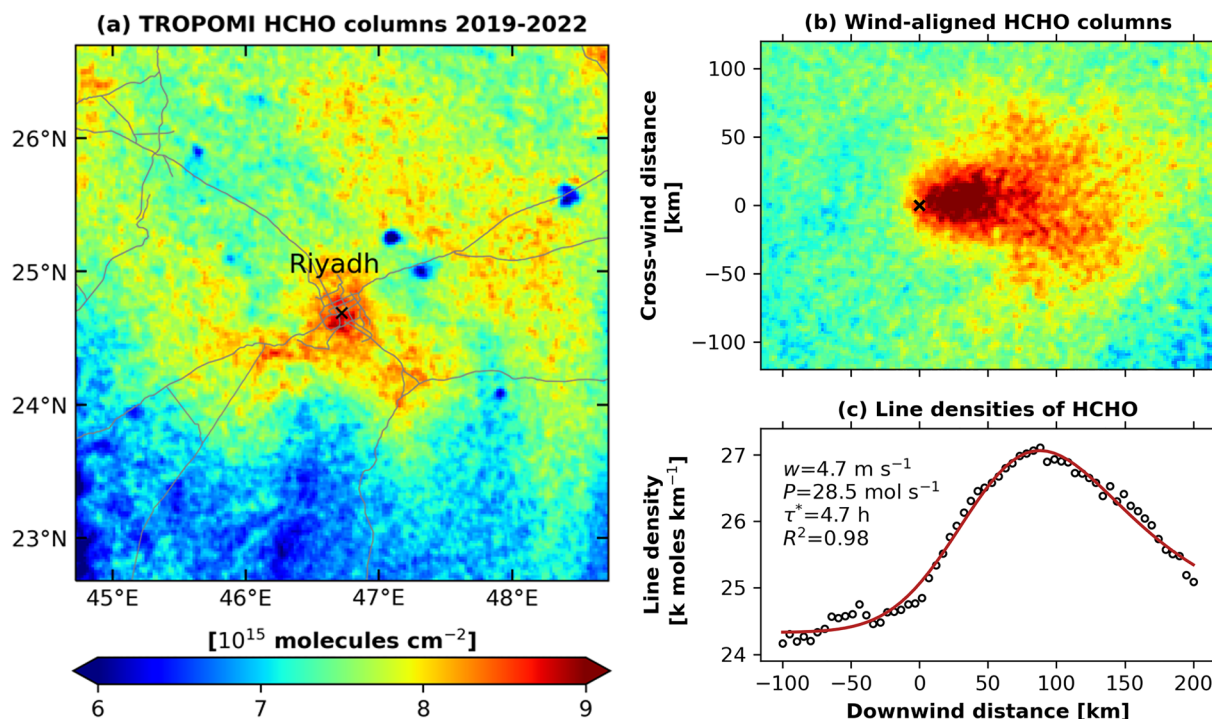 (a) TROPOMI HCHO columns 2019-2022
26°N
25°N
24°N
23°N
Riyadh
45°E 46°E 47°E 48°E
[10¹⁵ molecules cm⁻²]
6 7 8 9
(b) Wind-aligned HCHO columns
Cross-wind distance
[km]
100
50
0
−50
−100
(c) Line densities of HCHO
Line density
[k moles km⁻¹]
27
26
25
24
w=4.7 m s⁻¹
P=28.5 mol s⁻¹
τ*=4.7 h
R²=0.98
−100 −50 0 50 100 150 200
Downwind distance [km]